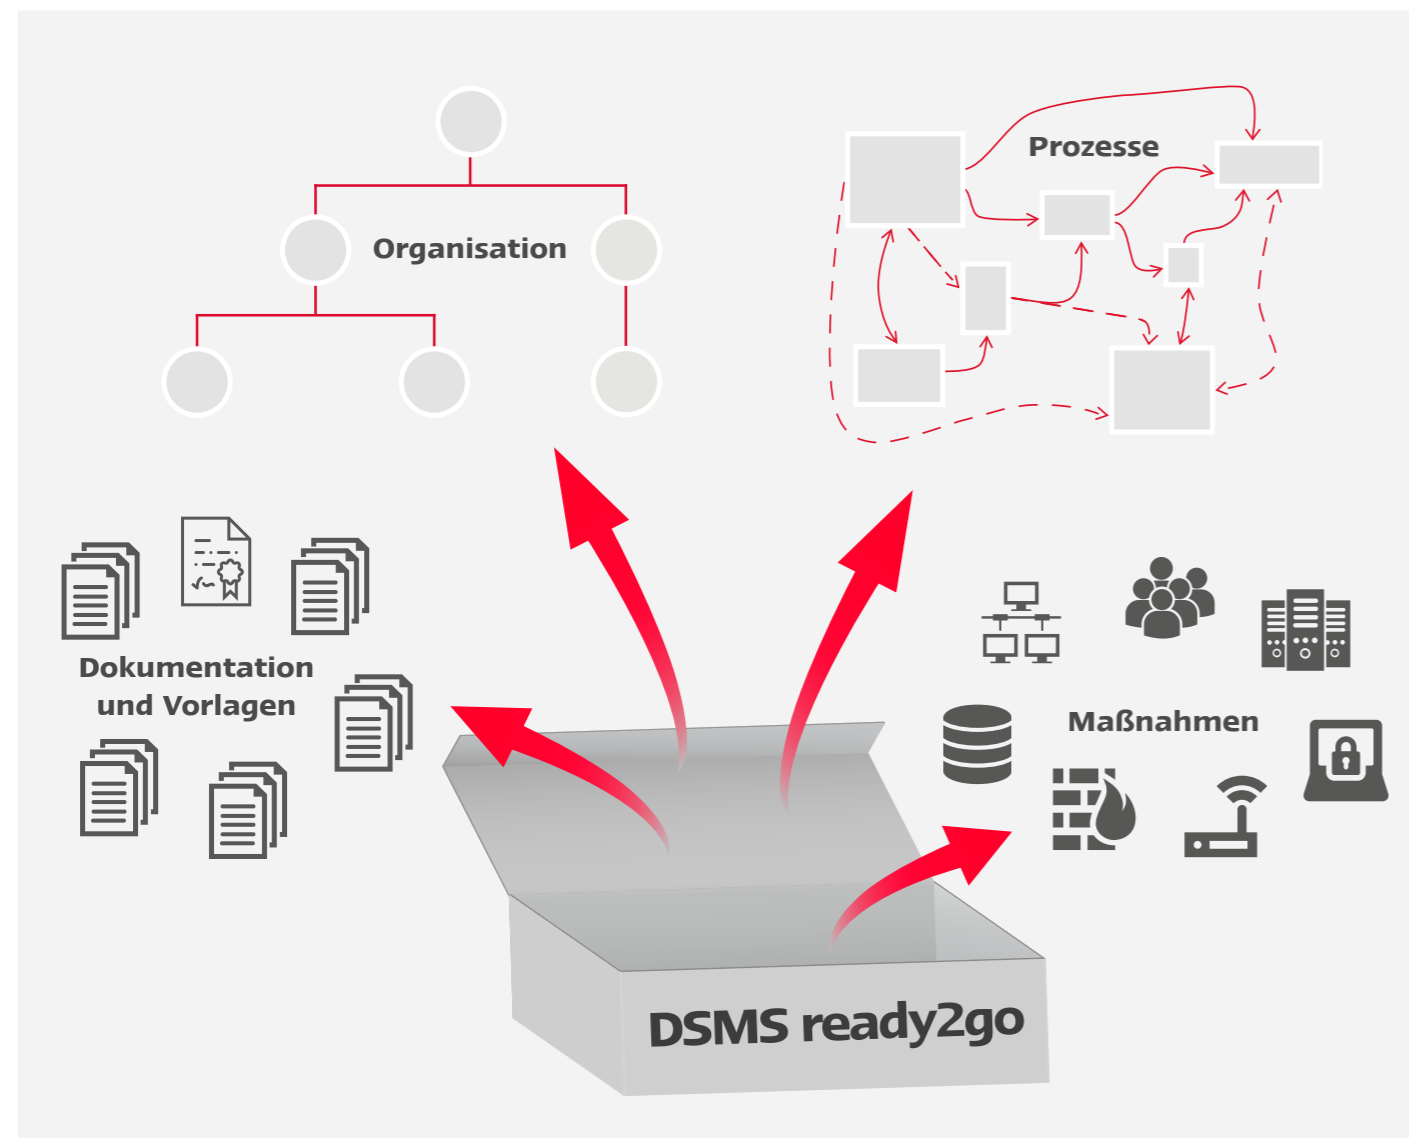 Prozesse
Organisation
Dokumentation
und Vorlagen
Maßnahmen
DSMS ready2go